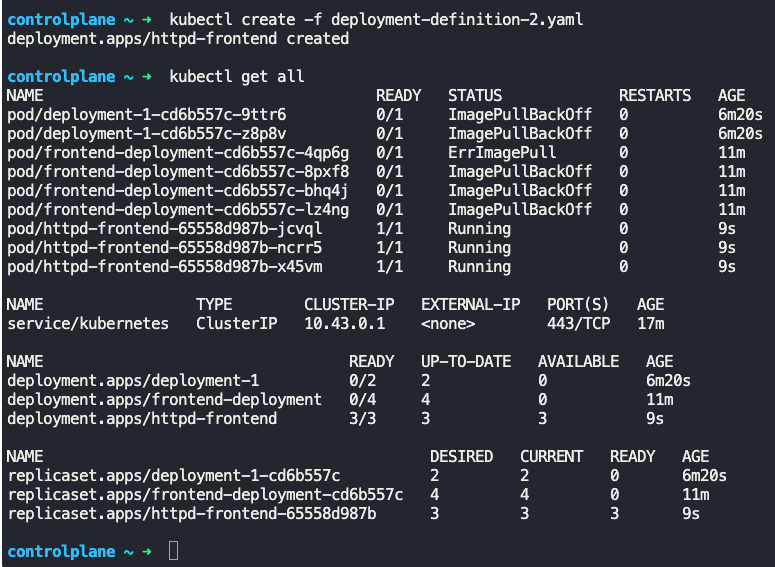 controlplane ~ ➜  kubectl create -f deployment-definition-2.yaml
deployment.apps/httpd-frontend created
controlplane ~ ➜  kubectl get all
NAME                                       READY   STATUS             RESTARTS   AGE
pod/deployment-1-cd6b557c-9ttr6            0/1     ImagePullBackOff   0          6m20s
pod/deployment-1-cd6b557c-z8p8v            0/1     ImagePullBackOff   0          6m20s
pod/frontend-deployment-cd6b557c-4qp6g     0/1     ErrImagePull       0          11m
pod/frontend-deployment-cd6b557c-8pxf8     0/1     ImagePullBackOff   0          11m
pod/frontend-deployment-cd6b557c-bhq4j     0/1     ImagePullBackOff   0          11m
pod/frontend-deployment-cd6b557c-lz4ng     0/1     ImagePullBackOff   0          11m
pod/httpd-frontend-65558d987b-jcvql        1/1     Running            0          9s
pod/httpd-frontend-65558d987b-ncrr5        1/1     Running            0          9s
pod/httpd-frontend-65558d987b-x45vm        1/1     Running            0          9s
NAME                 TYPE        CLUSTER-IP   EXTERNAL-IP   PORT(S)   AGE
service/kubernetes   ClusterIP   10.43.0.1    <none>        443/TCP   17m
NAME                                  READY   UP-TO-DATE   AVAILABLE   AGE
deployment.apps/deployment-1          0/2     2            0           6m20s
deployment.apps/frontend-deployment   0/4     4            0           11m
deployment.apps/httpd-frontend        3/3     3            3           9s
NAME                                           DESIRED   CURRENT   READY   AGE
replicaset.apps/deployment-1-cd6b557c          2         2         0       6m20s
replicaset.apps/frontend-deployment-cd6b557c   4         4         0       11m
replicaset.apps/httpd-frontend-65558d987b      3         3         3       9s
controlplane ~ ➜